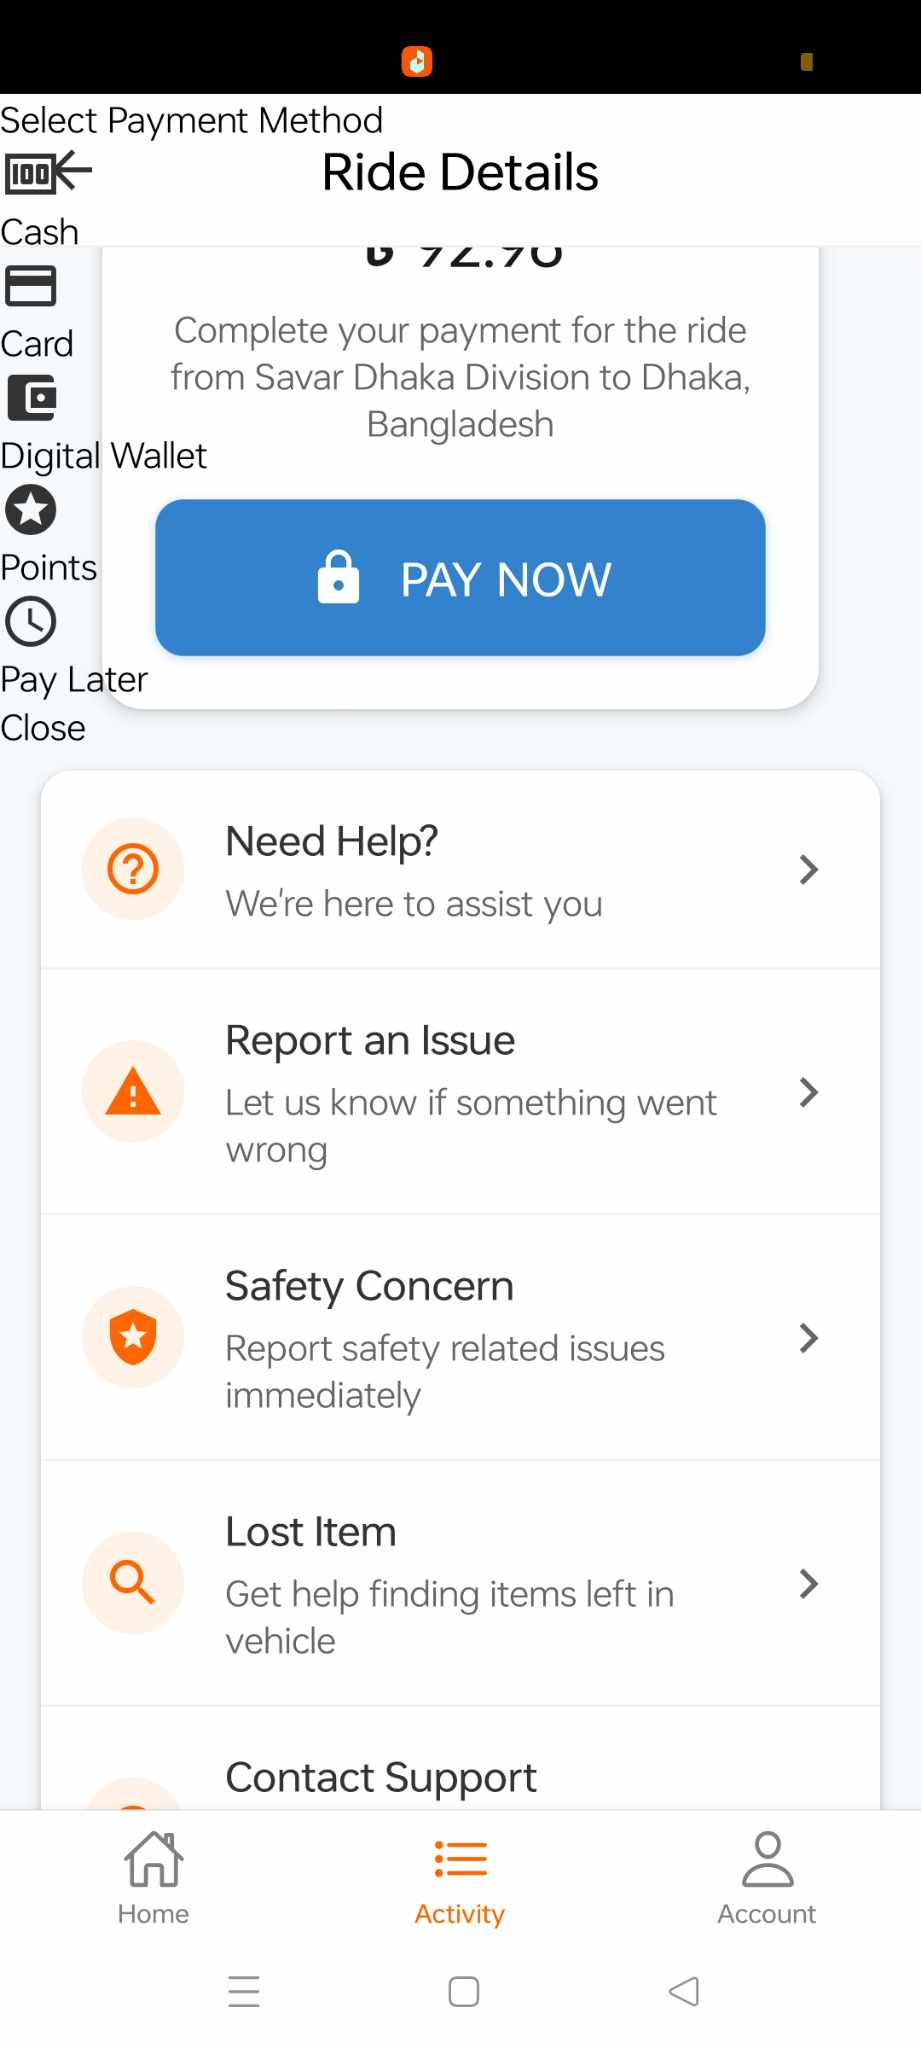 Select Payment Method
Ride Details
Cash
Card
Complete your payment for the ride
from Savar Dhaka Division to Dhaka,
Bangladesh
Digital Wallet
Points
PAY NOW
Pay Later
Close
Need Help?
We're here to assist you
Report an Issue
Let us know if something went
wrong
Safety Concern
Report safety related issues
immediately
Lost Item
Get help finding items left in
vehicle
Contact Support
Home
Activity
Account